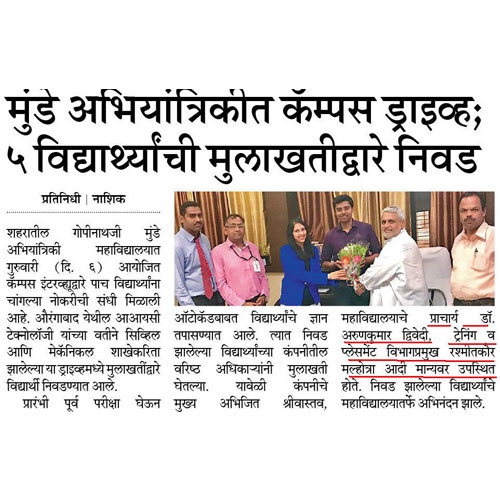 मुंडे अभियांत्रिकीत कॅम्पस ड्राइव्ह;
५ विद्यार्थ्यांची मुलाखतीद्वारे निवड
प्रतिनिधी | नाशिक
शहरातील गोपीनाथजी मुंडे
अभियांत्रिकी महाविद्यालयात
गुरुवारी (दि. ६) आयोजित
कॅम्पस इंटरव्ह्यूद्वारे पाच विद्यार्थ्यांना
चांगल्या नोकरीची संधी मिळाली
आहे. औरंगाबाद येथील आआयसी
टेक्नोलॉजी यांच्या वतीने सिव्हिल
आणि मेकॅनिकल शाखेकरिता
झालेल्या या ड्राइव्हमध्ये मुलाखतींद्वारे
विद्यार्थी निवडण्यात आले.
प्रारंभी पूर्व परीक्षा घेऊन
ऑटोकॅडबाबत विद्यार्थ्यांचे ज्ञान
तपासण्यात आले. त्यात निवड
झालेल्या विद्यार्थ्यांच्या कंपनीतील
वरिष्ठ अधिकाऱ्यांनी मुलाखती
घेतल्या. यावेळी कंपनीचे
मुख्य अभिजित श्रीवास्तव,
महाविद्यालयाचे प्राचार्य डॉ.
अरुणकुमार द्विवेदी, ट्रेनिंग व
प्लेसमेंट विभागप्रमुख रश्मीतकोर
मल्होत्रा आदी मान्यवर उपस्थित
होते. निवड झालेल्या विद्यार्थ्यांचे
महाविद्यालयातर्फे अभिनंदन झाले.